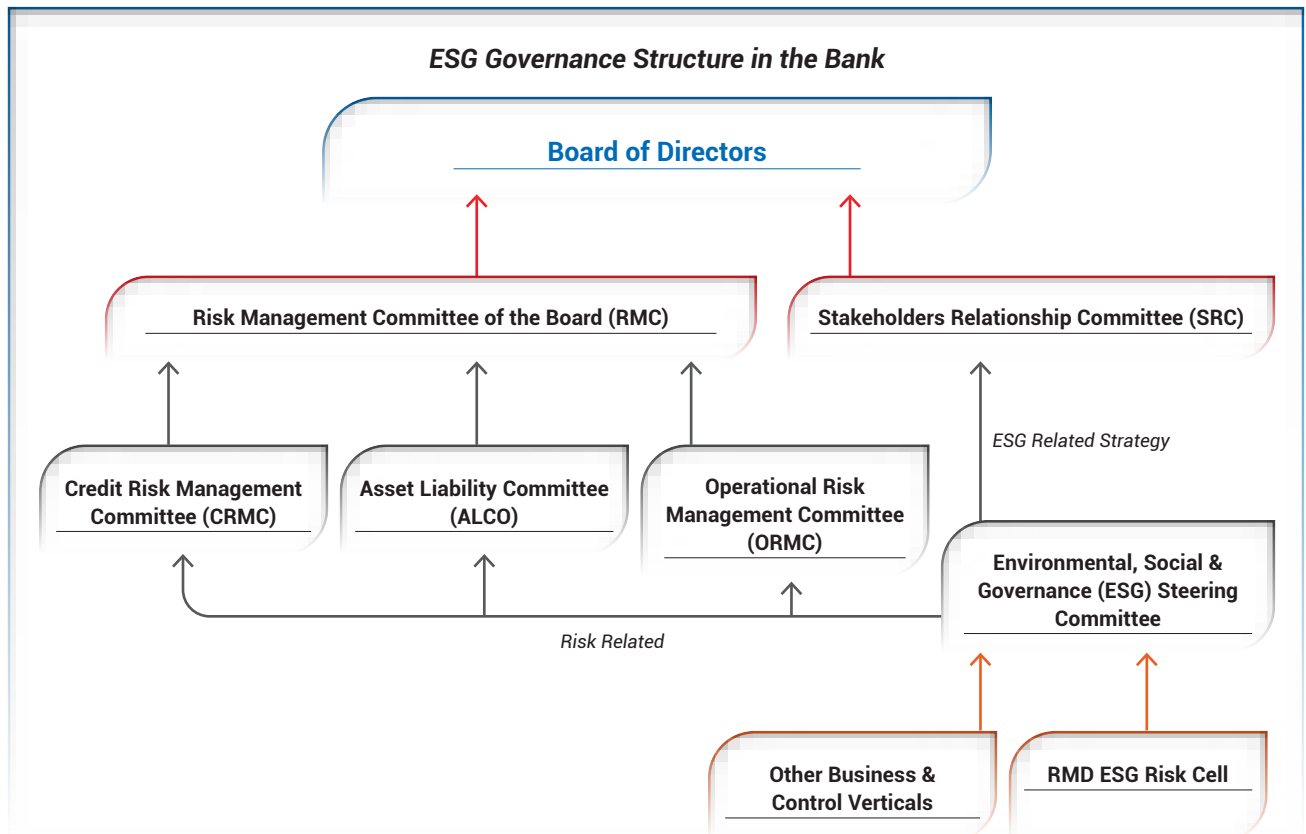 ESG Governance Structure in the Bank
Board of Directors
Risk Management Committee of the Board (RMC)
Stakeholders Relationship Committee (SRC)
ESG Related Strategy
Credit Risk Management
Committee (CRMC)
Asset Liability Committee
(ALCO)
Operational Risk
Management Committee
(ORMC)
Environmental, Social &
Governance (ESG) Steering
Committee
Risk Related
Other Business &
Control Verticals
RMD ESG Risk Cell